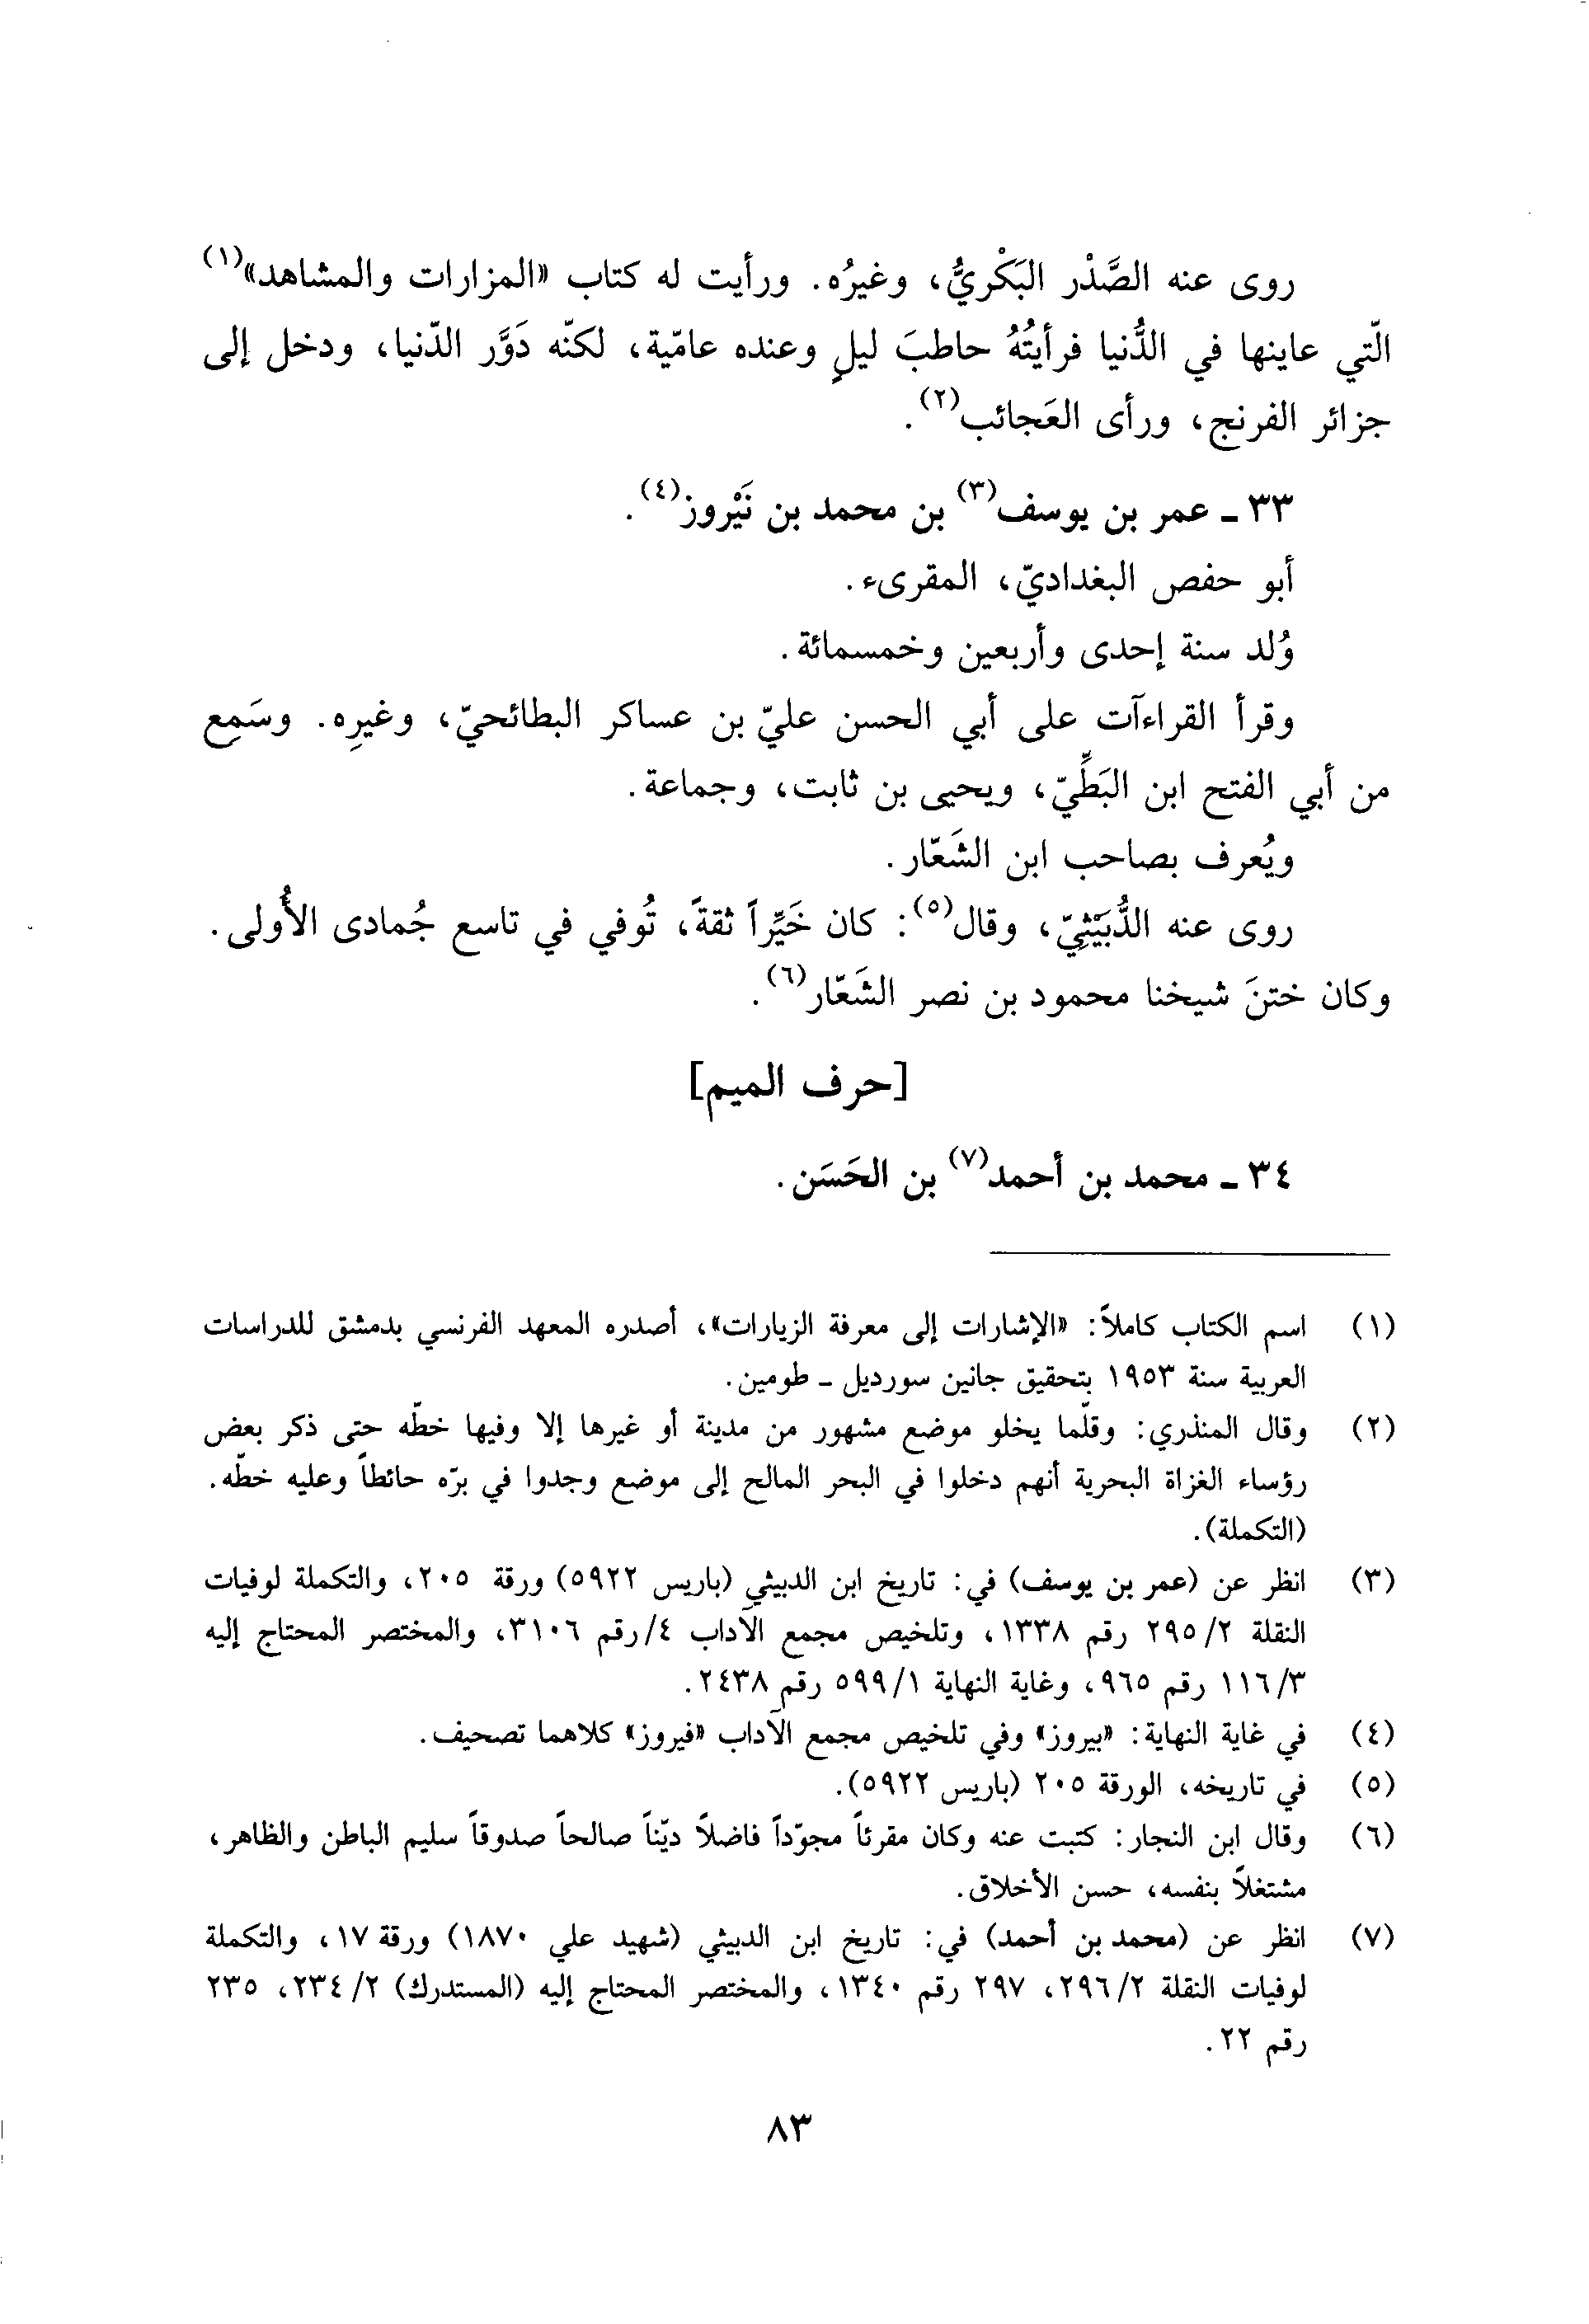 روى عنه الصَّدْر البَكْريُّ، وغيرُه. ورأيت له كتاب «المزارات والمشاهد»(١)
الّتي عاينها في الدُّنيا فرأيتُهُ حاطبَ ليلٍ وعنده عامّية، لكنّه دَوَّر الدّنيا، ودخل إلى
جزائر الفرنج، ورأى العَجائب(٢).
٣٣ ـ عمر بن يوسف(٣) بن محمد بن نَيْروز(٤).
أبو حفص البغداديّ، المقرىء.
وُلد سنة إحدى وأربعين وخمسمائة.
وقرأ القراءآت على أبي الحسن عليّ بن عساكر البطائحيّ، وغيرِه. وسَمِع
من أبي الفتح ابن البَطِّيّ، ويحيى بن ثابت، وجماعة.
ويُعرف بصاحب ابن الشَعّار.
روى عنه الدُّبَيْثِيّ، وقال(٥): كان خَيِّراً ثقةً، تُوفي في تاسع جُمادى الأُولى.
وكان ختنَ شيخنا محمود بن نصر الشَعّار(٦).
[حرف الميم]
٣٤ ـ محمد بن أحمد(٧) بن الحَسَن.
(١) اسم الكتاب كاملاً: «الإشارات إلى معرفة الزيارات»، أصدره المعهد الفرنسي بدمشق للدراسات
العربية سنة ١٩٥٣ بتحقيق جانين سورديل ـ طومين.
(٢) وقال المنذري: وقلّما يخلو موضع مشهور من مدينة أو غيرها إلا وفيها خطّه حتى ذكر بعض
رؤساء الغزاة البحرية أنهم دخلوا في البحر المالح إلى موضع وجدوا في برّه حائطاً وعليه خطّه.
(التكملة).
(٣) انظر عن (عمر بن يوسف) في: تاريخ ابن الدبيثي (باريس ٥٩٢٢) ورقة ٢٠٥، والتكملة لوفيات
النقلة ٢/ ٢٩٥ رقم ١٣٣٨، وتلخيص مجمع الآداب ٤/رقم ٣١٠٦، والمختصر المحتاج إليه
٣/ ١١٦ رقم ٩٦٥، وغاية النهاية ١/ ٥٩٩ رقم ٢٤٣٨.
(٤) في غاية النهاية: «بيروز» وفي تلخيص مجمع الآداب «فيروز» كلاهما تصحيف.
(٥) في تاريخه، الورقة ٢٠٥ (باريس ٥٩٢٢).
(٦) وقال ابن النجار: كتبت عنه وكان مقرئاً مجوّداً فاضلاً ديّناً صالحاً صدوقاً سليم الباطن والظاهر،
مشتغلاً بنفسه، حسن الأخلاق.
(٧) انظر عن (محمد بن أحمد) في: تاريخ ابن الدبيثي (شهيد علي ١٨٧٠) ورقة ١٧، والتكملة
لوفيات النقلة ٢/ ٢٩٦، ٢٩٧ رقم ١٣٤٠، والمختصر المحتاج إليه (المستدرك) ٢/ ٢٣٤، ٢٣٥
رقم ٢٢.
٨٣